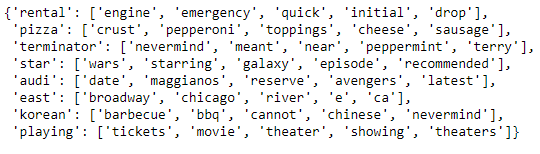 {'rental': ['engine', 'emergency', 'quick', 'initial', 'drop'],
'pizza': ['crust', 'pepperoni', 'toppings', 'cheese', 'sausage'],
'terminator': ['nevermind', 'meant', 'near', 'peppermint', 'terry'],
'star': ['wars', 'starring', 'galaxy', 'episode', 'recommended'],
'audi': ['date', 'maggianos', 'reserve', 'avengers', 'latest'],
'east': ['broadway', 'chicago', 'river', 'e', 'ca'],
'korean': ['barbecue', 'bbq', 'cannot', 'chinese', 'nevermind'],
'playing': ['tickets', 'movie', 'theater', 'showing', 'theaters']}